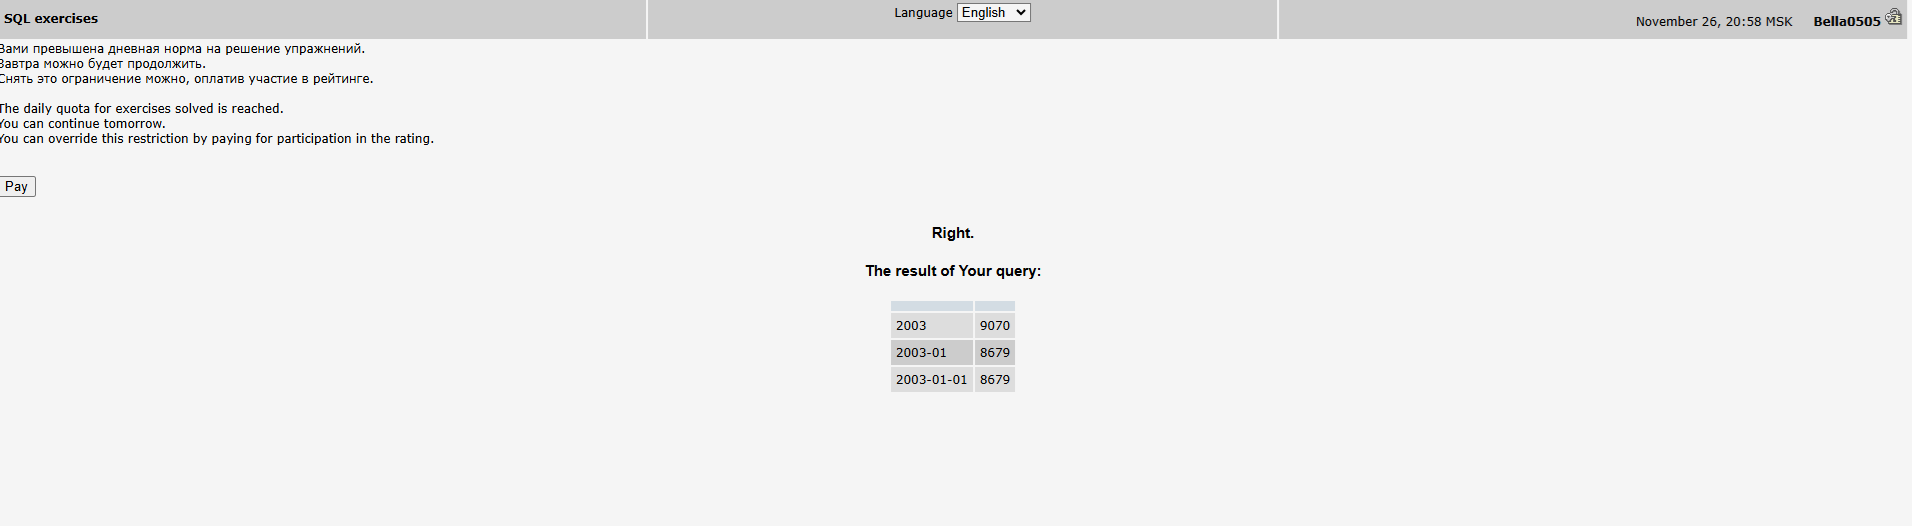 SQL exercises
Language English
November 26, 20:58 MSK Bella0505
Вами превышена дневная норма на решение упражнений.
Завтра можно будет продолжить.
Снять это ограничение можно, оплатив участие в рейтинге.
The daily quota for exercises solved is reached.
You can continue tomorrow.
You can override this restriction by paying for participation in the rating.
Pay
Right.
The result of Your query:
2003 9070
2003-01 8679
2003-01-01 8679